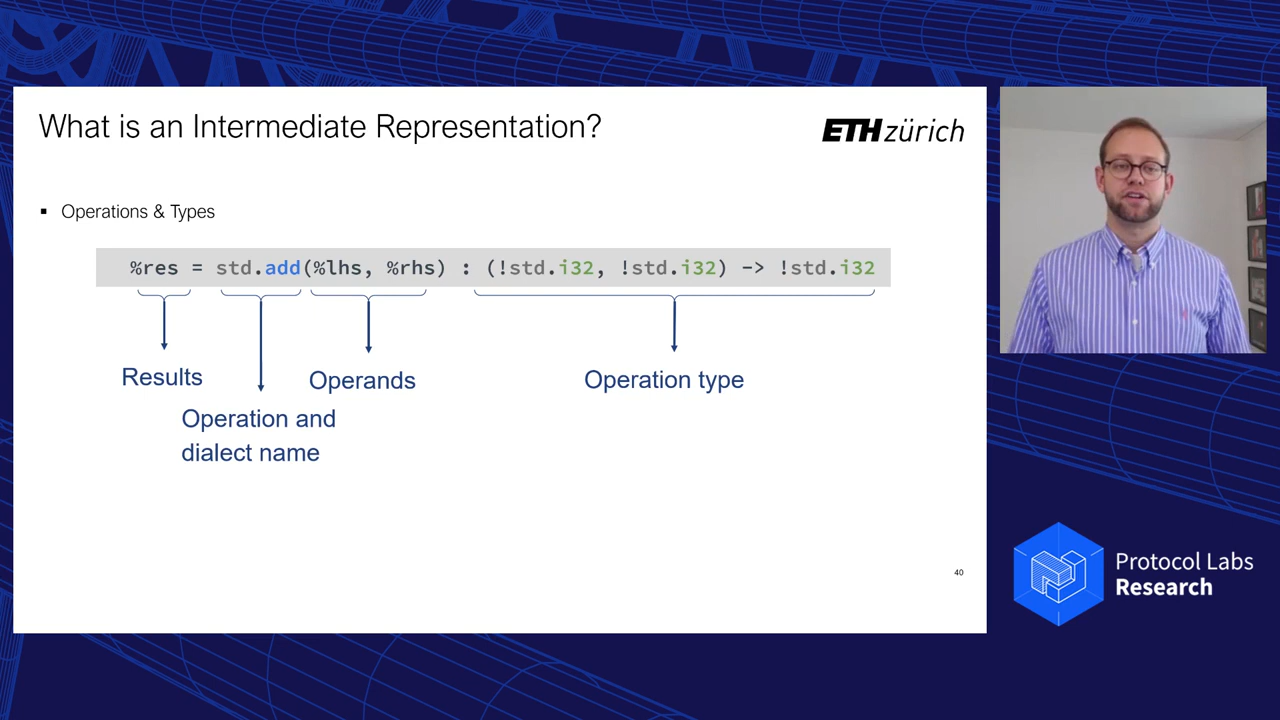 What is an Intermediate Representation?
ETH zürich
▪ Operations & Types
%res = std.add(%lhs, %rhs) : (!std.i32, !std.i32) -> !std.i32
Results
Operands
Operation type
Operation and
dialect name
40
Protocol Labs
Research